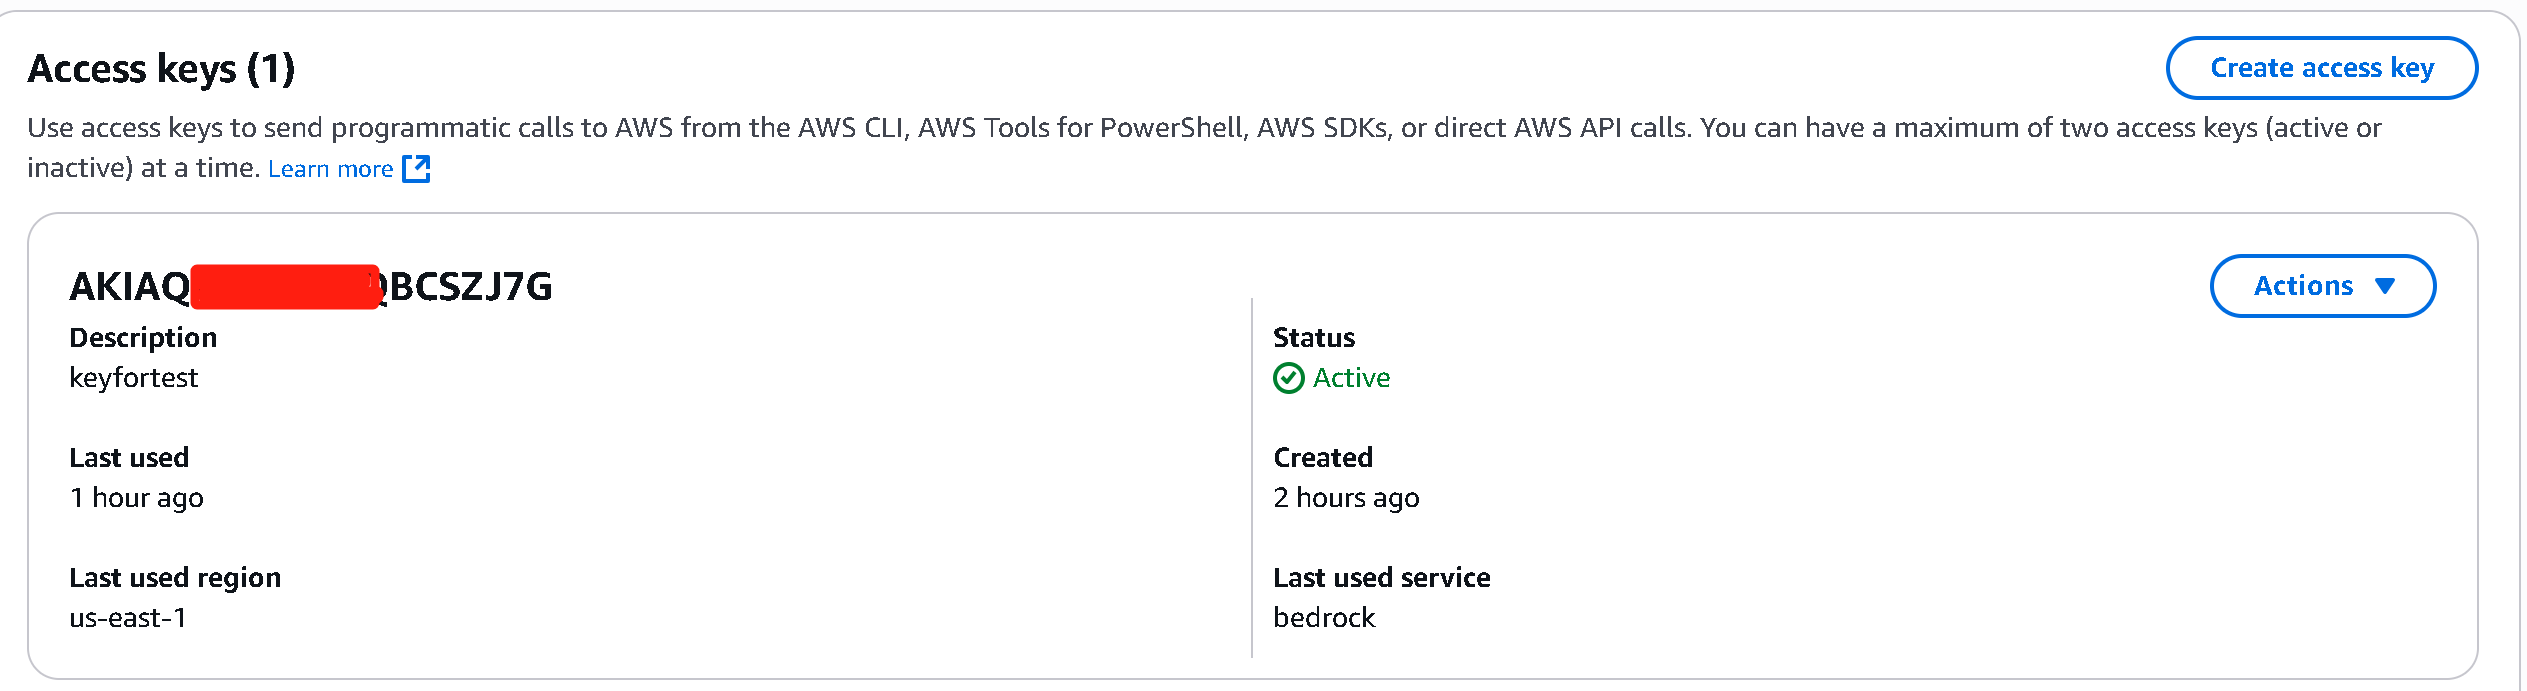 Access keys (1)
Create access key
Use access keys to send programmatic calls to AWS from the AWS CLI, AWS Tools for PowerShell, AWS SDKs, or direct AWS API calls. You can have a maximum of two access keys (active or
inactive) at a time. Learn more
AKIAQ QBCSZJ7G
Actions
Description
keyfortest
Status
Active
Last used
1 hour ago
Created
2 hours ago
Last used region
us-east-1
Last used service
bedrock